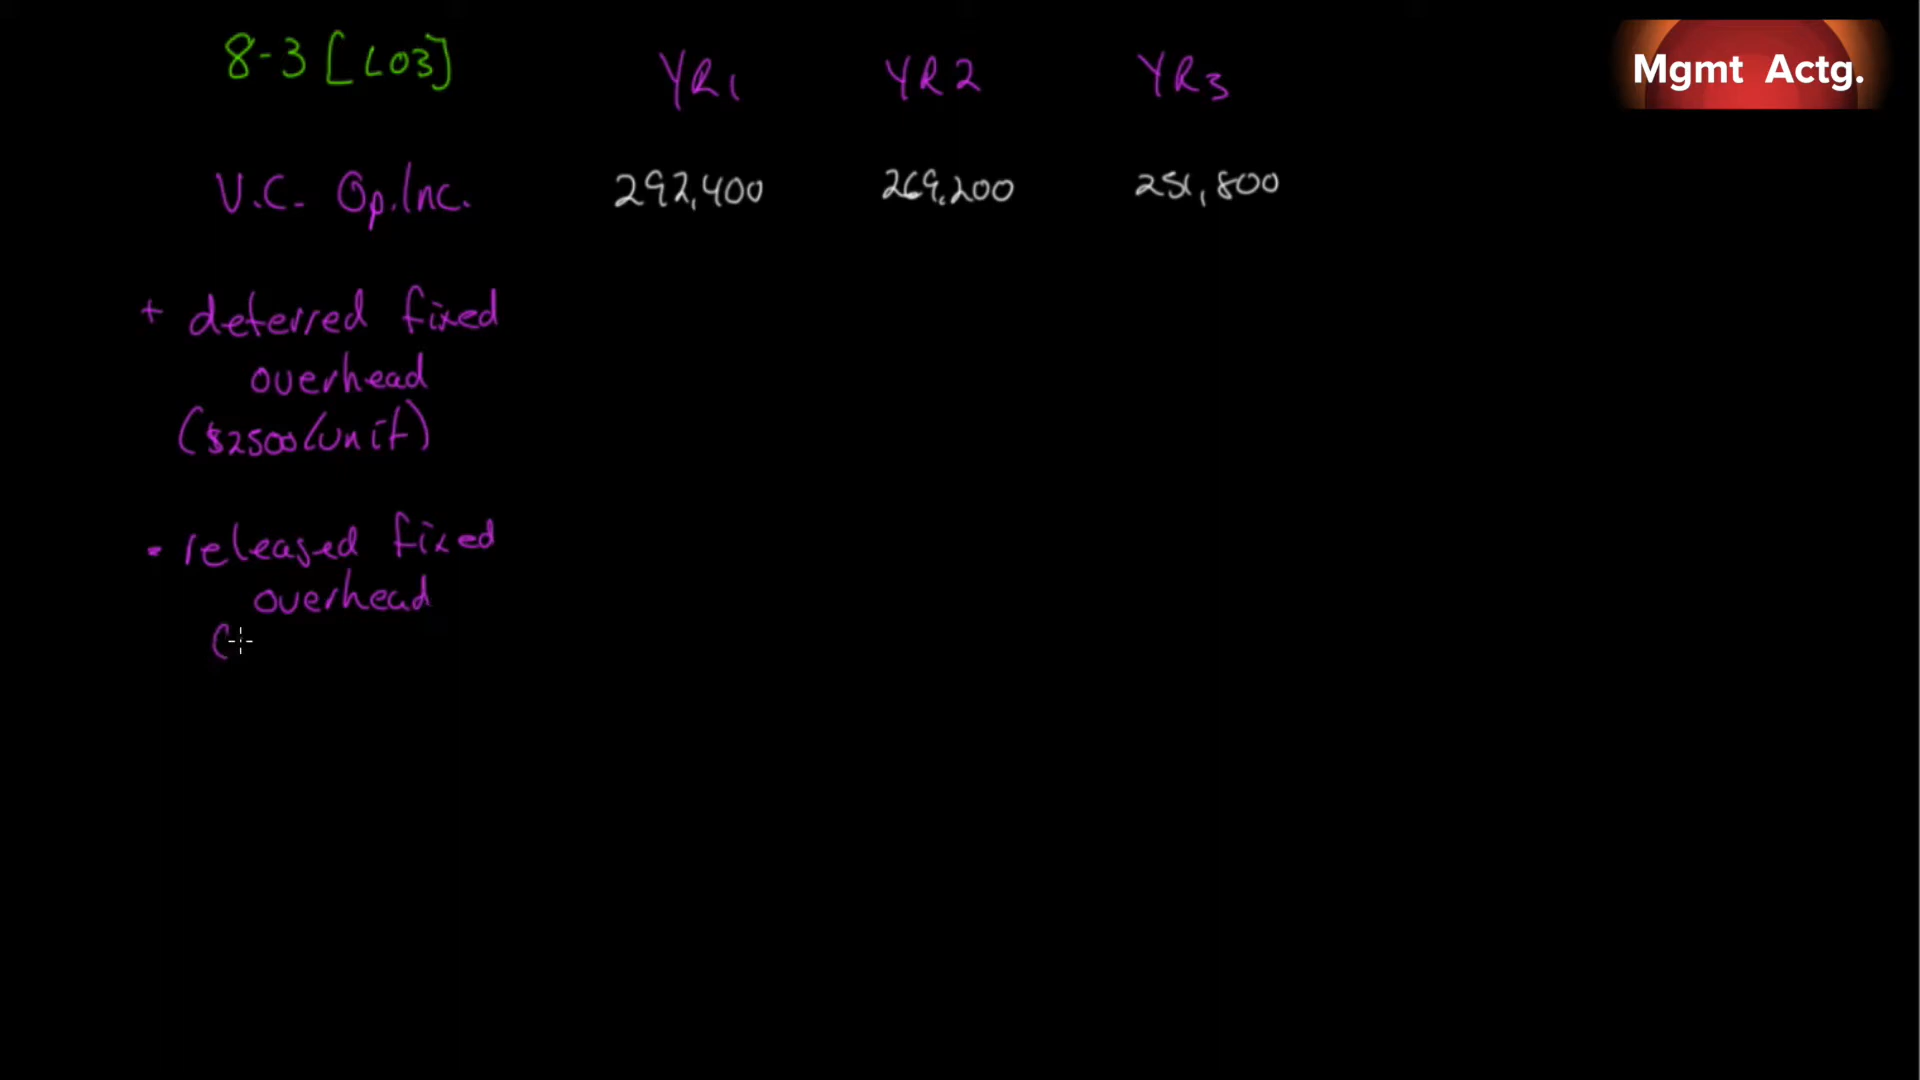 8-3 [LO3] YR1 YR2 YR3
Mgmt Actg.
V.C. Op.Inc. 292,400 269,200 251,800
+ deferred fixed
overhead
($2500/unit)
- released fixed
overhead
(